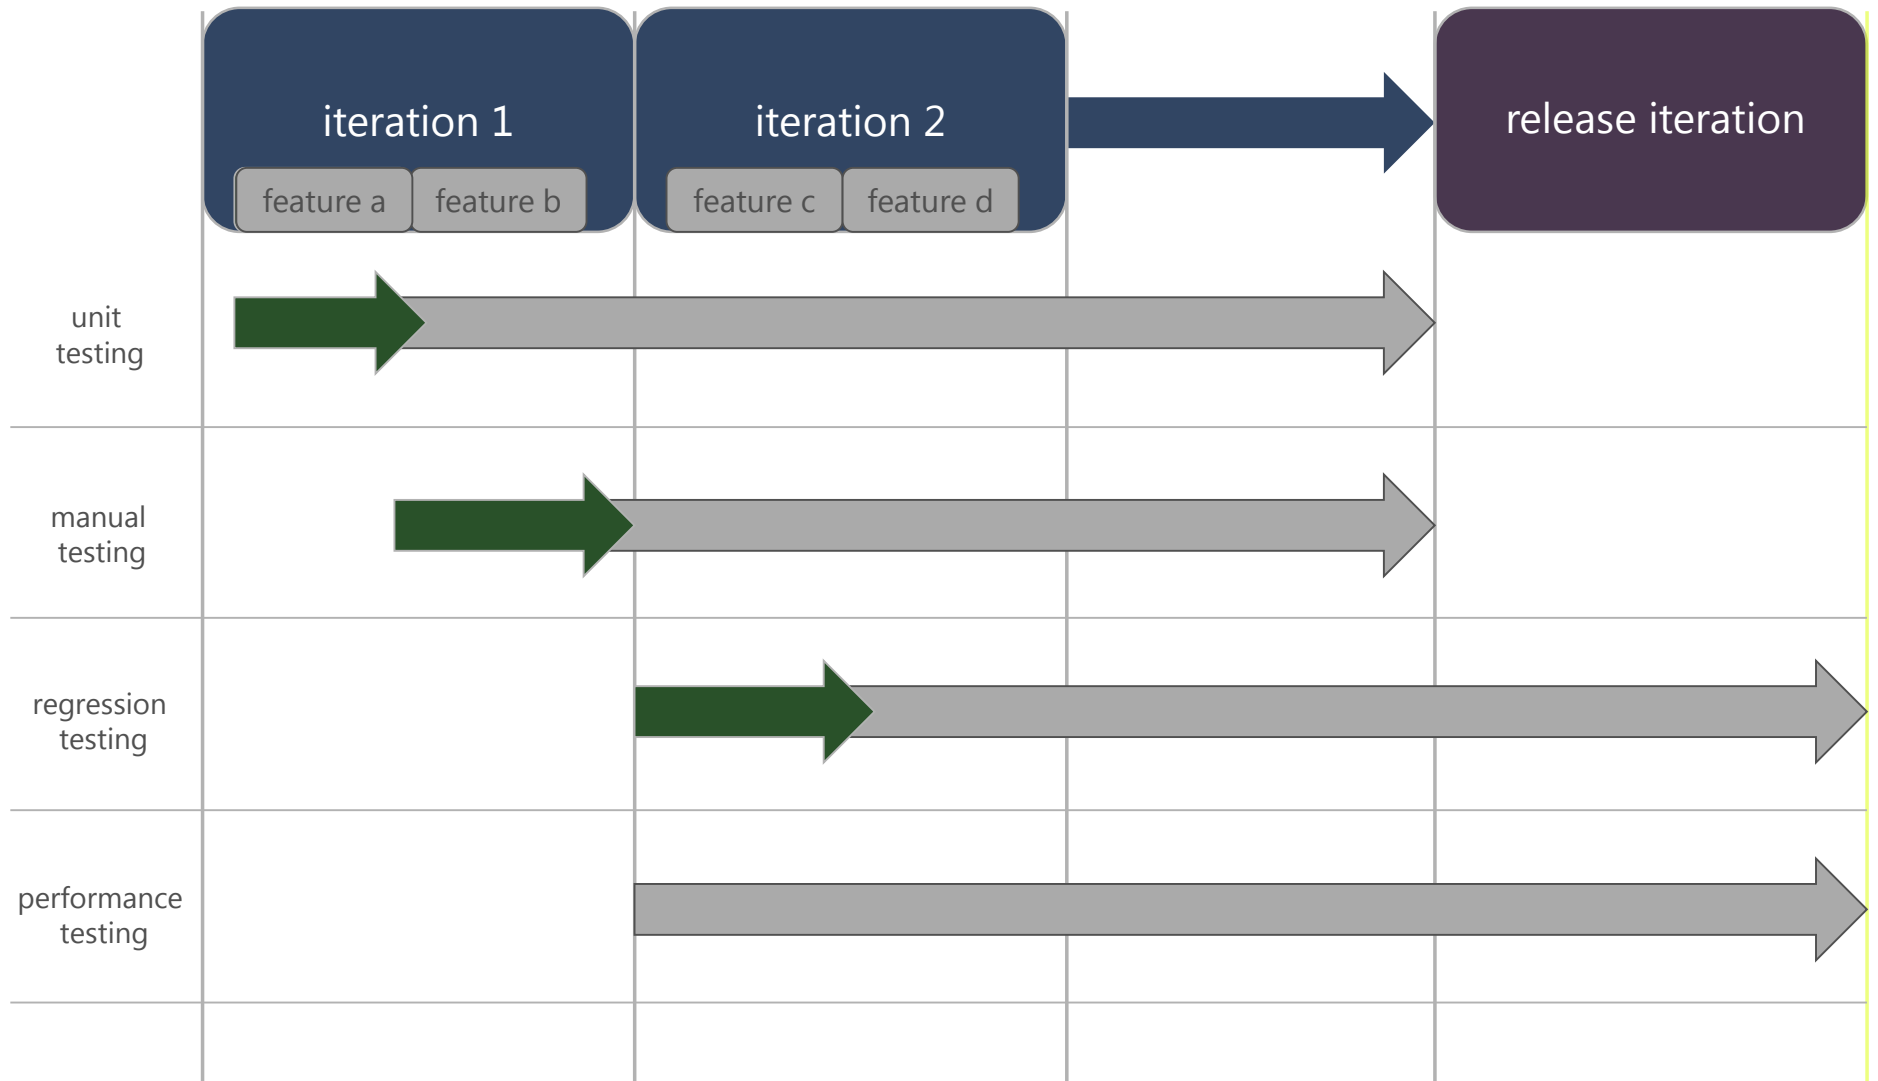 iteration 1
iteration 2
release iteration
feature a
feature b
feature c
feature d
unit
testing
manual
testing
regression
testing
performance
testing